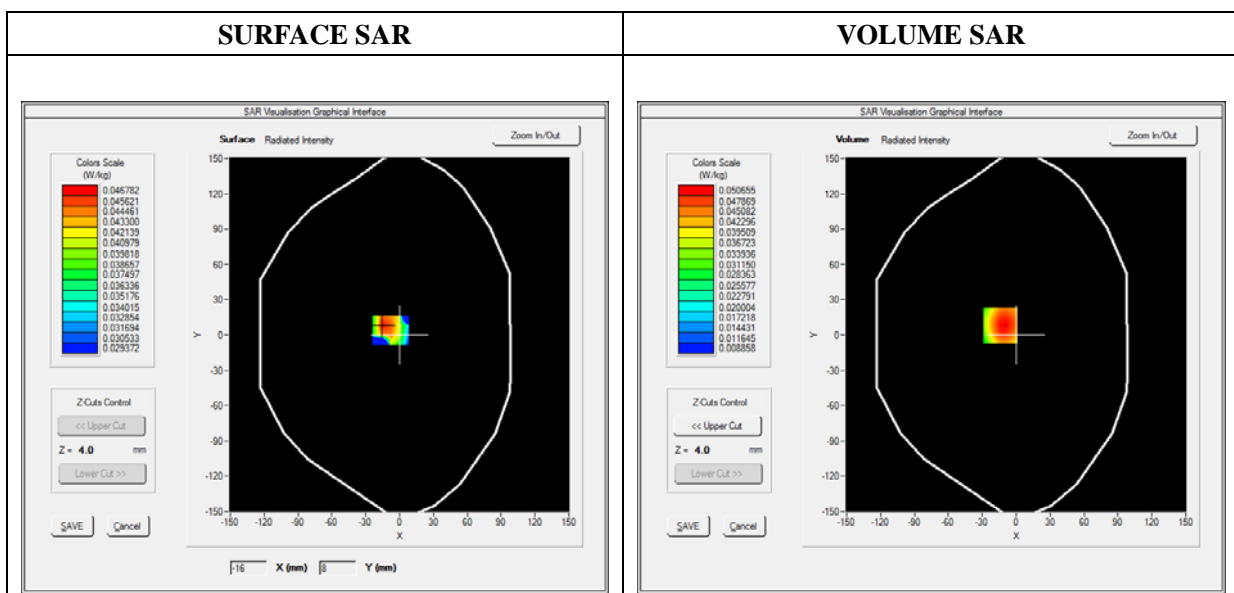 SURFACE SAR
VOLUME SAR
SAR Visualisation Graphical Interface
Surface Radiated Intensity
Zoom In/Out
Colors Scale
(W/kg)
0.046782
0.045621
0.044461
0.043300
0.042139
0.040979
0.039818
0.038657
0.037497
0.036336
0.035176
0.034015
0.032854
0.031694
0.030533
0.029372
Z-Cuts Control
<< Upper Cut
Z = 4.0 mm
Lower Cut >>
SAVE Cancel
150
120
90
60
30
0
-30
-60
-90
-120
-150
Y
-150 -120 -90 -60 -30 0 30 60 90 120 150
X
-16 X (mm) 8 Y (mm)
SAR Visualisation Graphical Interface
Volume Radiated Intensity
Zoom In/Out
Colors Scale
(W/kg)
0.050655
0.047869
0.045082
0.042296
0.039509
0.036723
0.033936
0.031150
0.028363
0.025577
0.022791
0.020004
0.017218
0.014431
0.011645
0.008858
Z-Cuts Control
<< Upper Cut
Z = 4.0 mm
Lower Cut >>
SAVE Cancel
150
120
90
60
30
0
-30
-60
-90
-120
-150
Y
-150 -120 -90 -60 -30 0 30 60 90 120 150
X